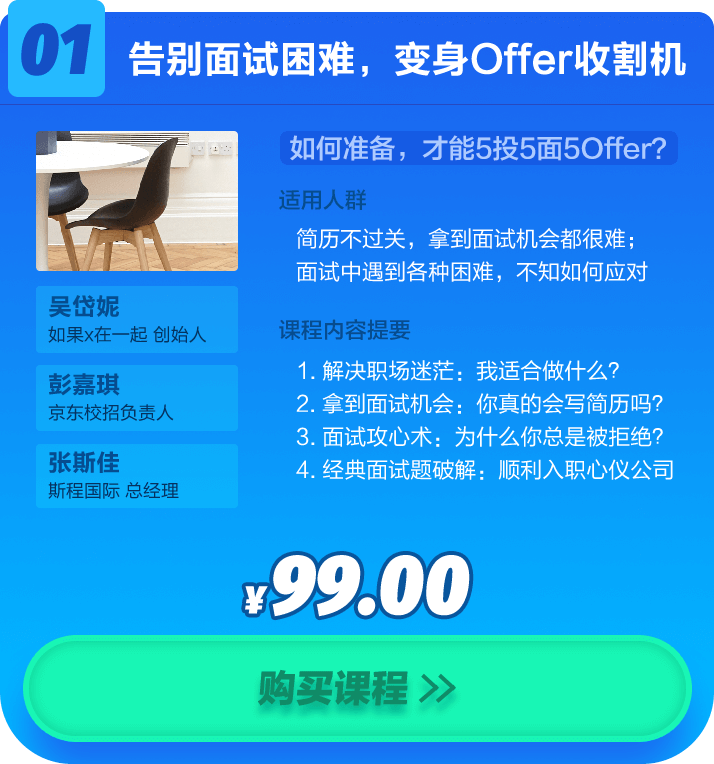 01
告别面试困难，变身Offer收割机
如何准备，才能5投5面5Offer?
适用人群
简历不过关，拿到面试机会都很难；
面试中遇到各种困难，不知如何应对
吴岱妮
如果x在一起 创始人
彭嘉琪
京东校招负责人
张斯佳
斯程国际 总经理
课程内容提要
1. 解决职场迷茫：我适合做什么?
2. 拿到面试机会：你真的会写简历吗?
3. 面试攻心术：为什么你总是被拒绝?
4. 经典面试题破解：顺利入职心仪公司
¥99.00
购买课程 >>